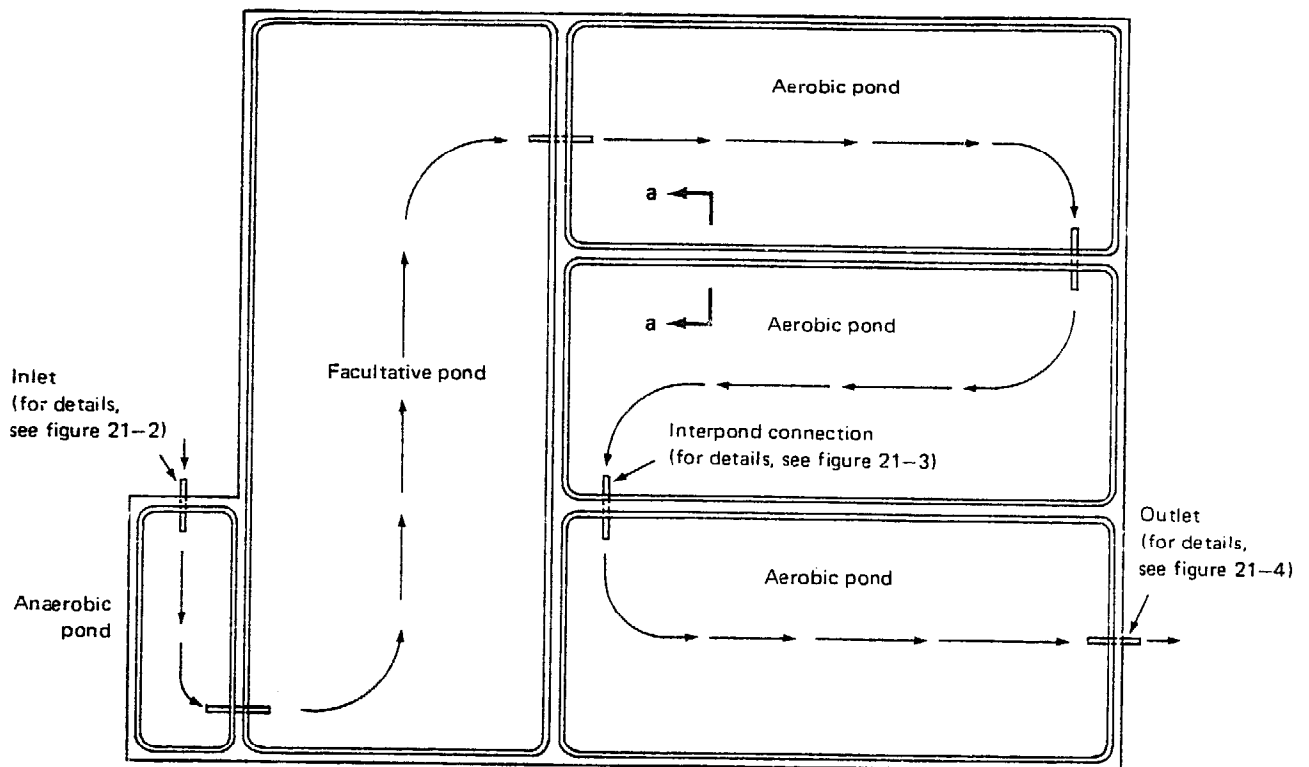 Aerobic pond
a
a
Aerobic pond
Facultative pond
Inlet
(for details,
see figure 21–2)
Interpond connection
(for details, see figure 21–3)
Outlet
(for details,
see figure 21–4)
Aerobic pond
Anaerobic
pond